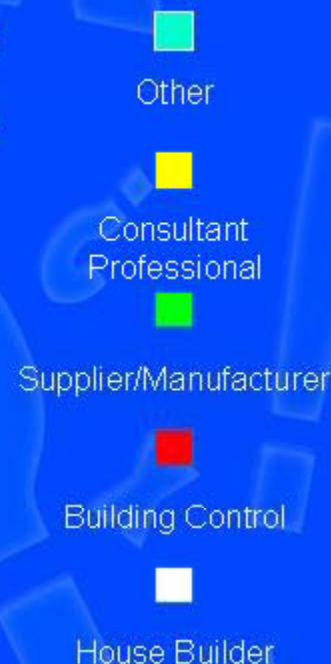 Other
Consultant
Professional
Supplier/Manufacturer
Building Control
House Builder